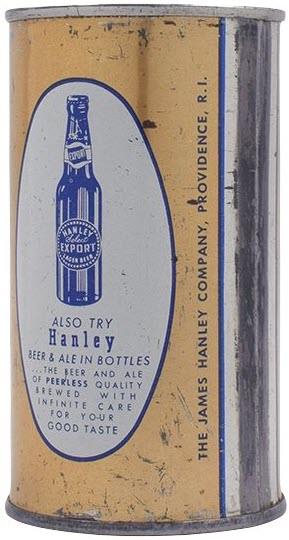 EXPORT
HANLEY
Select
EXPORT
LAGER BEER
ALSO TRY
Hanley
BEER & ALE IN BOTTLES
...THE BEER AND ALE
OF PEERLESS QUALITY
BREWED WITH
INFINITE CARE
FOR YOUR
GOOD TASTE
THE JAMES HANLEY COMPANY, PROVIDENCE, R. I.